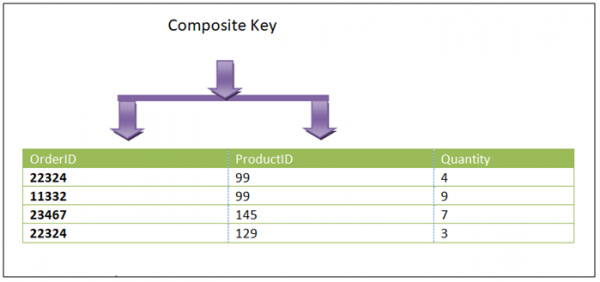 Composite Key
OrderID ProductID Quantity
22324 99 4
11332 99 9
23467 145 7
22324 129 3